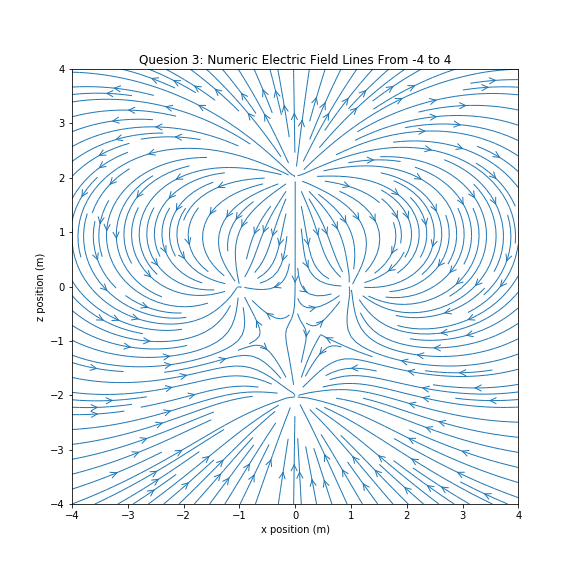 Quesion 3: Numeric Electric Field Lines From -4 to 4
4
3
2
1
0
−1
−2
−3
−4
z position (m)
−4 −3 −2 −1 0 1 2 3 4
x position (m)